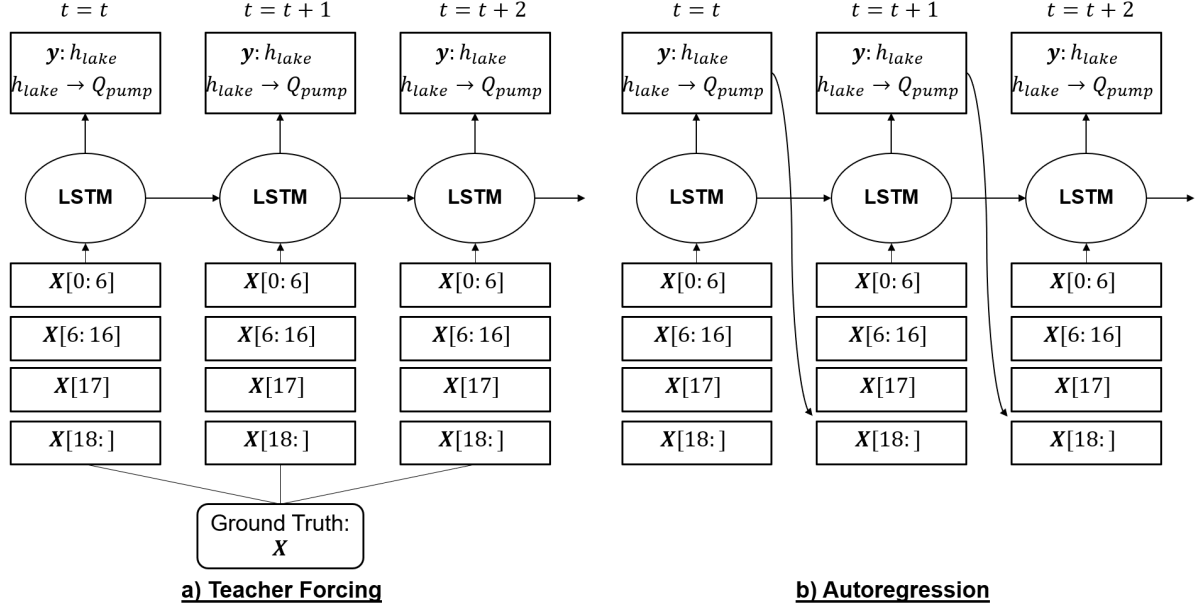 t = t
t = t + 1
t = t + 2
y: h_lake
h_lake → Q_pump
y: h_lake
h_lake → Q_pump
y: h_lake
h_lake → Q_pump
LSTM
LSTM
LSTM
X[0: 6]
X[0: 6]
X[0: 6]
X[6: 16]
X[6: 16]
X[6: 16]
X[17]
X[17]
X[17]
X[18: ]
X[18: ]
X[18: ]
Ground Truth:
X
a) Teacher Forcing
t = t
t = t + 1
t = t + 2
y: h_lake
h_lake → Q_pump
y: h_lake
h_lake → Q_pump
y: h_lake
h_lake → Q_pump
LSTM
LSTM
LSTM
X[0: 6]
X[0: 6]
X[0: 6]
X[6: 16]
X[6: 16]
X[6: 16]
X[17]
X[17]
X[17]
X[18: ]
X[18: ]
X[18: ]
b) Autoregression